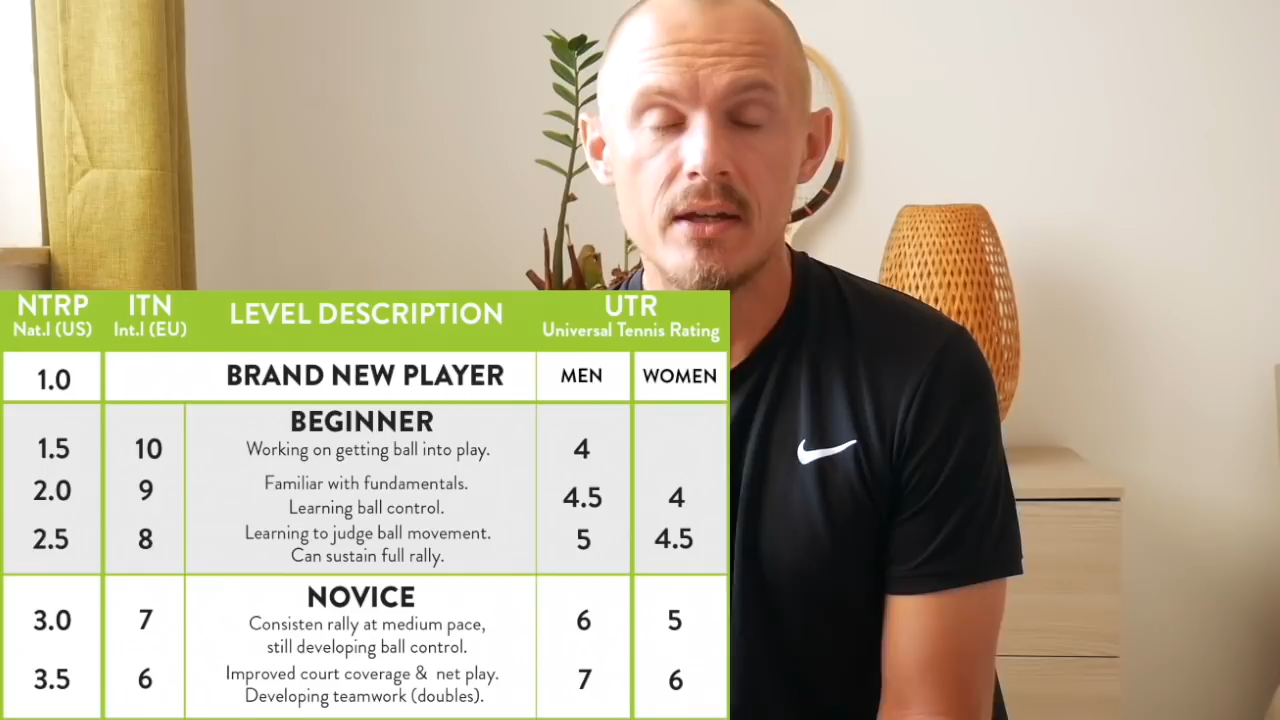 NTRP ITN LEVEL DESCRIPTION UTR
Nat.l (US) Int.l (EU) Universal Tennis Rating
1.0 BRAND NEW PLAYER MEN WOMEN
BEGINNER
1.5 10 Working on getting ball into play. 4
2.0 9 Familiar with fundamentals. 4.5 4
Learning ball control.
2.5 8 Learning to judge ball movement. 5 4.5
Can sustain full rally.
NOVICE
3.0 7 Consisten rally at medium pace, 6 5
still developing ball control.
3.5 6 Improved court coverage & net play. 7 6
Developing teamwork (doubles).